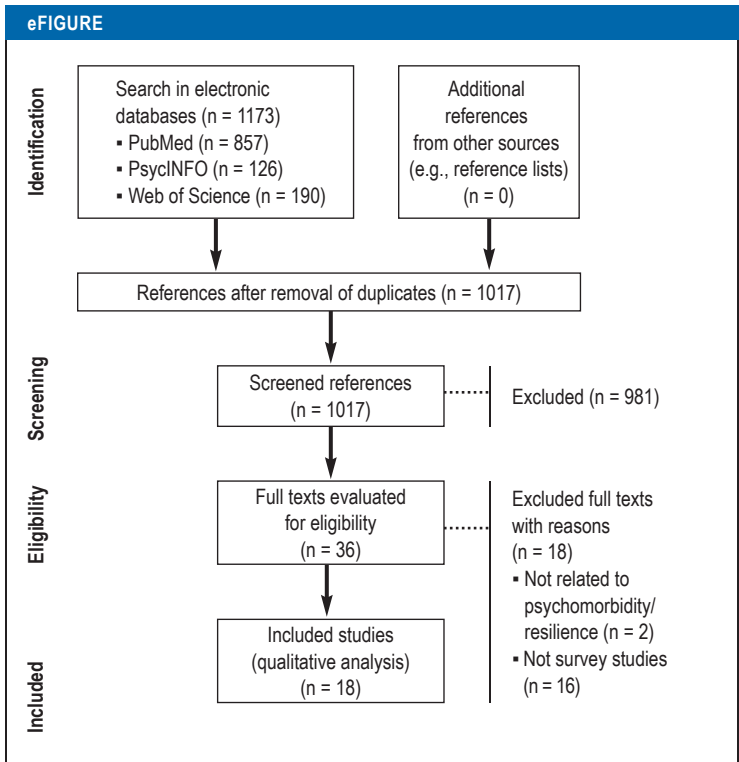 eFIGURE
Identification
Search in electronic
databases (n = 1173)
▪ PubMed (n = 857)
▪ PsycINFO (n = 126)
▪ Web of Science (n = 190)
Additional
references
from other sources
(e.g., reference lists)
(n = 0)
References after removal of duplicates (n = 1017)
Screening
Screened references
(n = 1017)
Excluded (n = 981)
Eligibility
Full texts evaluated
for eligibility
(n = 36)
Excluded full texts
with reasons
(n = 18)
▪ Not related to
psychomorbidity/
resilience (n = 2)
▪ Not survey studies
(n = 16)
Included
Included studies
(qualitative analysis)
(n = 18)